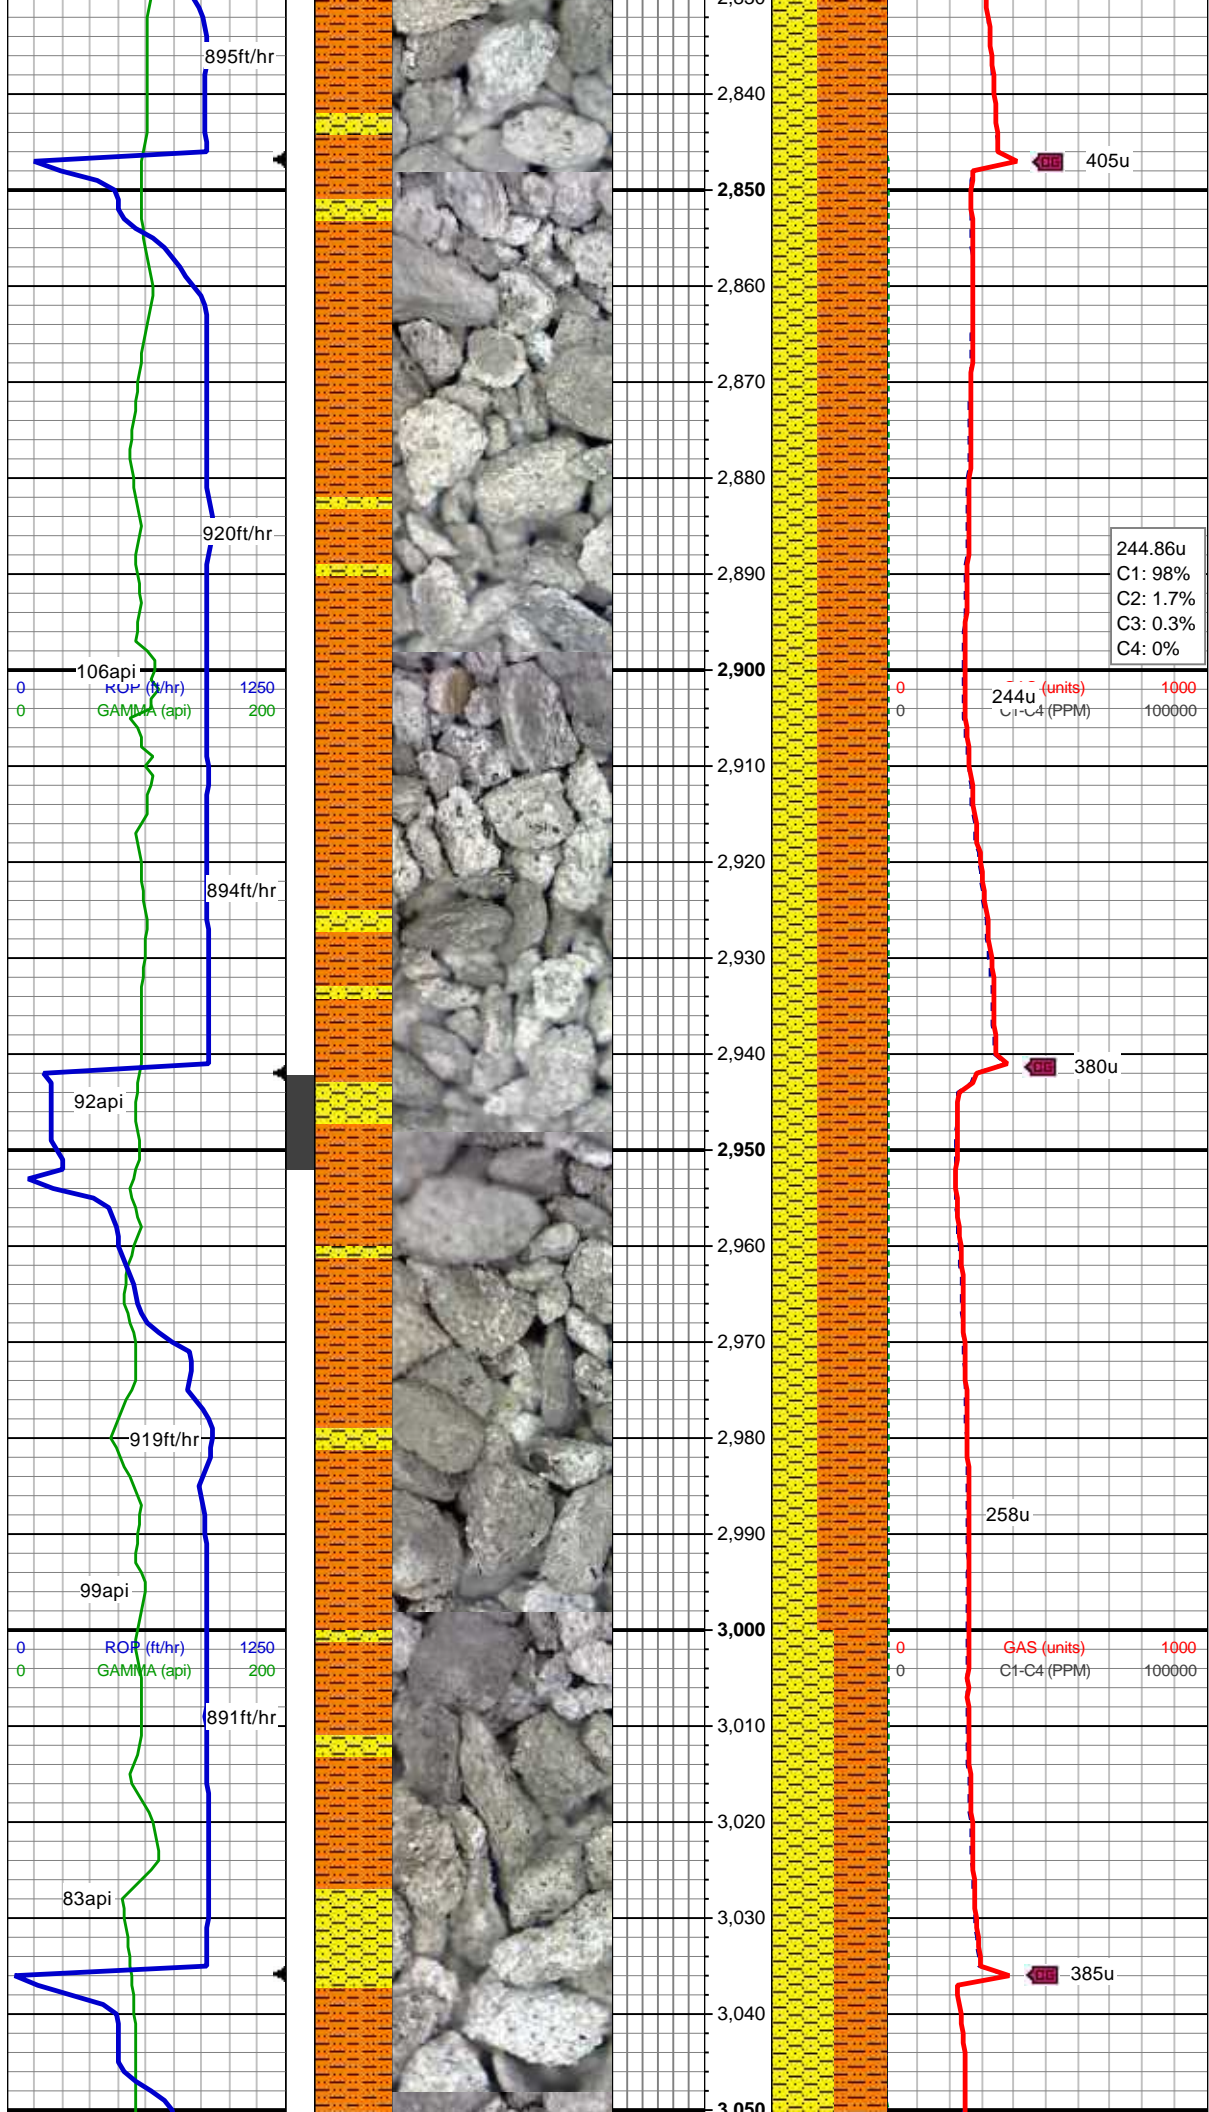 895ft/hr
2,840
CG 405u
2,850
2,860
2,870
2,880
920ft/hr
244.86u
C1: 98%
C2: 1.7%
C3: 0.3%
C4: 0%
2,890
2,900
106api
0 ROP (ft/hr) 1250
0 GAMMA (api) 200
0 (units) 1000
244u
0 C1-C4 (PPM) 100000
2,910
2,920
894ft/hr
2,930
2,940
CG 380u
92api
2,950
2,960
2,970
919ft/hr
2,980
258u
2,990
99api
3,000
0 ROP (ft/hr) 1250
0 GAMMA (api) 200
0 GAS (units) 1000
0 C1-C4 (PPM) 100000
891ft/hr
3,010
3,020
83api
3,030
CG 385u
3,040
3,050